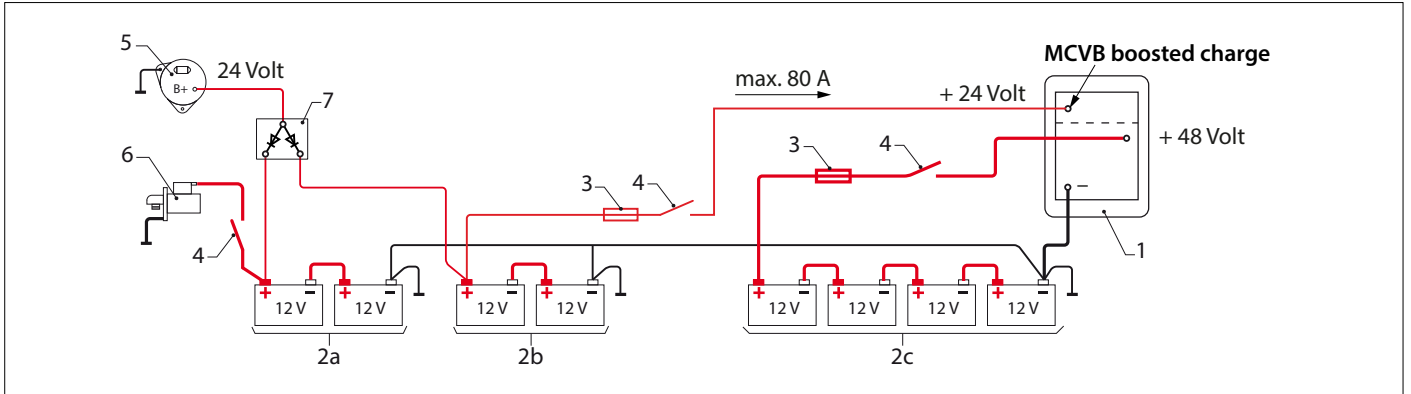 MCVB boosted charge
5
24 Volt
B+
7
max. 80 A
+ 24 Volt
3
4
+ 48 Volt
6
3
4
4
1
+ − + −
12 V 12 V
+ − + −
12 V 12 V
+ − + − + − + −
12 V 12 V 12 V 12 V
−
2a
2b
2c